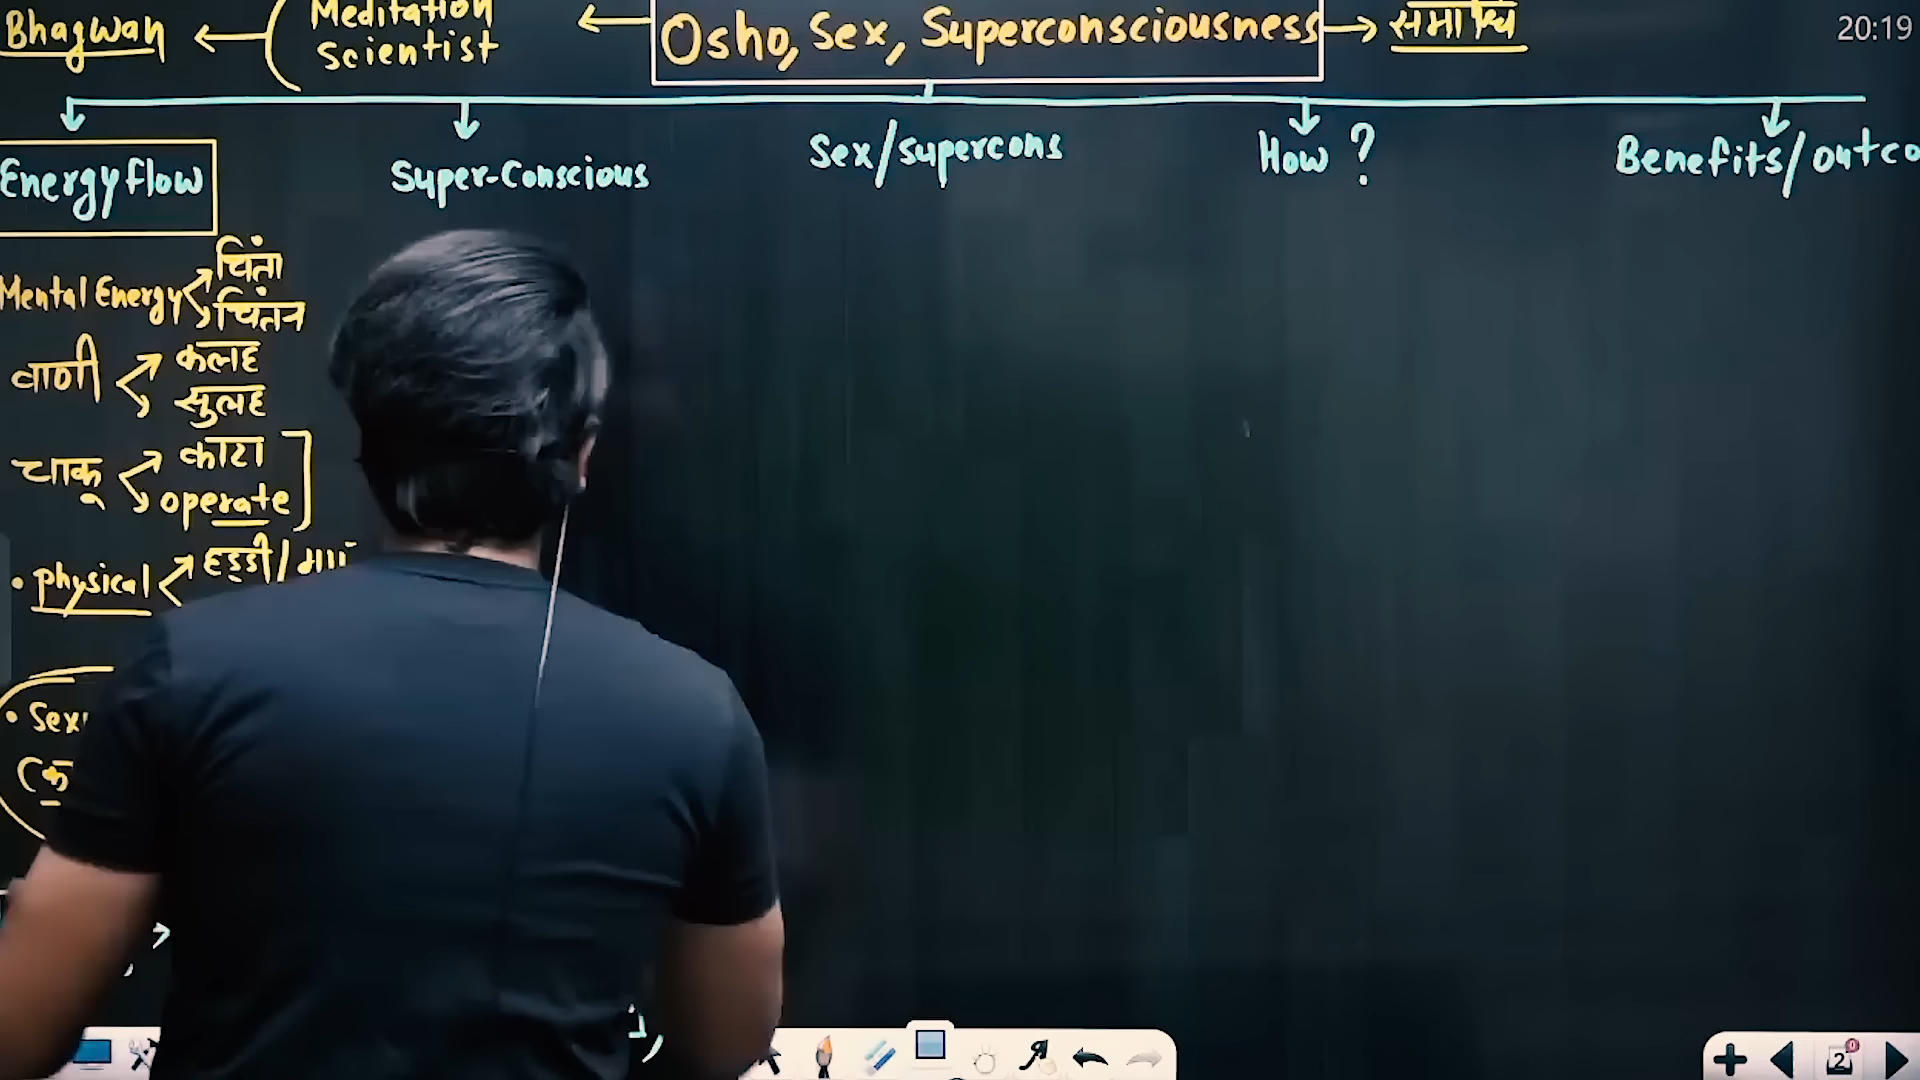 Bhagwan ← ( Meditation Scientist ← Osho, Sex, Superconsciousness → समाधि
20:19
Energy flow
Super-Conscious
Sex/supercons
How ?
Benefits/outco
Mental Energy
चिंता
चिंतन
वाणी
कलह
सुलह
चाकू
काटा
operate
• physical
हड्डी/
• Sex
(क
2